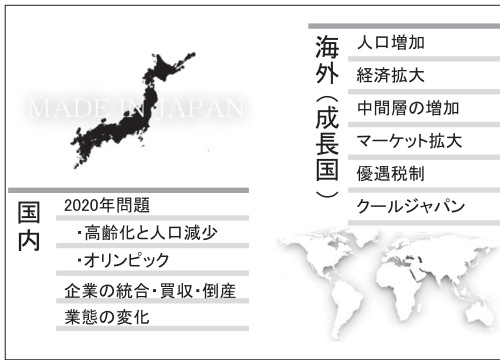 MADE IN JAPAN
国内
2020年問題
・高齢化と人口減少
・オリンピック
企業の統合・買収・倒産
業態の変化
海外(成長国)
人口増加
経済拡大
中間層の増加
マーケット拡大
優遇税制
クールジャパン